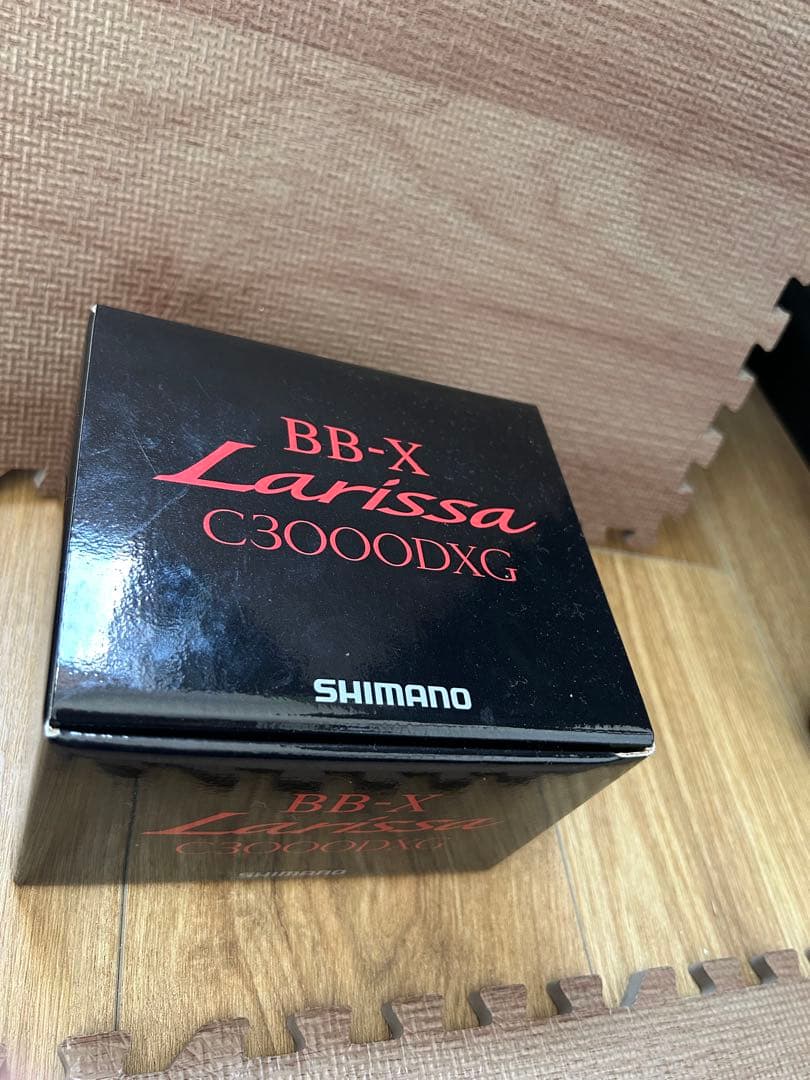 BB-X
Larissa
C3000DXG
SHIMANO
BB-X
Larissa
C3000DXG
SHIMANO